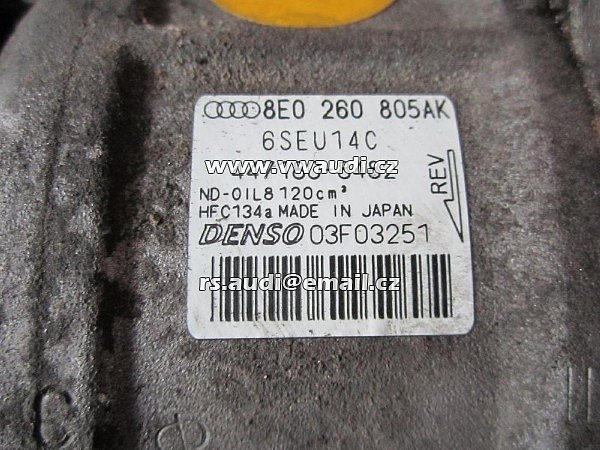 8E0 260 805AK
6SEU14C
www.vwaudi.cz
ND-OIL8 120cm³
HFC134a MADE IN JAPAN
REV
DENSO 03F03251
rs.audi@email.cz